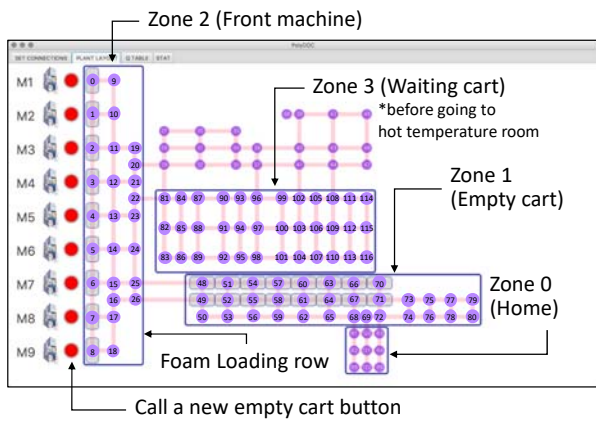 Zone 2 (Front machine)
PolyDDC
SET CONNECTIONS PLANT LAYOUT Q TABLE STAT
Zone 3 (Waiting cart)
*before going to
hot temperature room
Zone 1
(Empty cart)
Zone 0
(Home)
M1 0 9
M2 1 10
M3 2 11 19
20
M4 3 12 21
22 81 84 87 90 93 96 99 102 105 108 111 114
M5 4 13 23 82 85 88 91 94 97 100 103 106 109 112 115
M6 5 14 24 83 86 89 92 95 98 101 104 107 110 113 116
M7 6 15 25 48 51 54 57 60 63 66 70
16 26 49 52 55 58 61 64 67 71 73 75 77 79
M8 7 17 50 53 56 59 62 65 68 69 72 74 76 78 80
M9 8 18
Foam Loading row
Call a new empty cart button